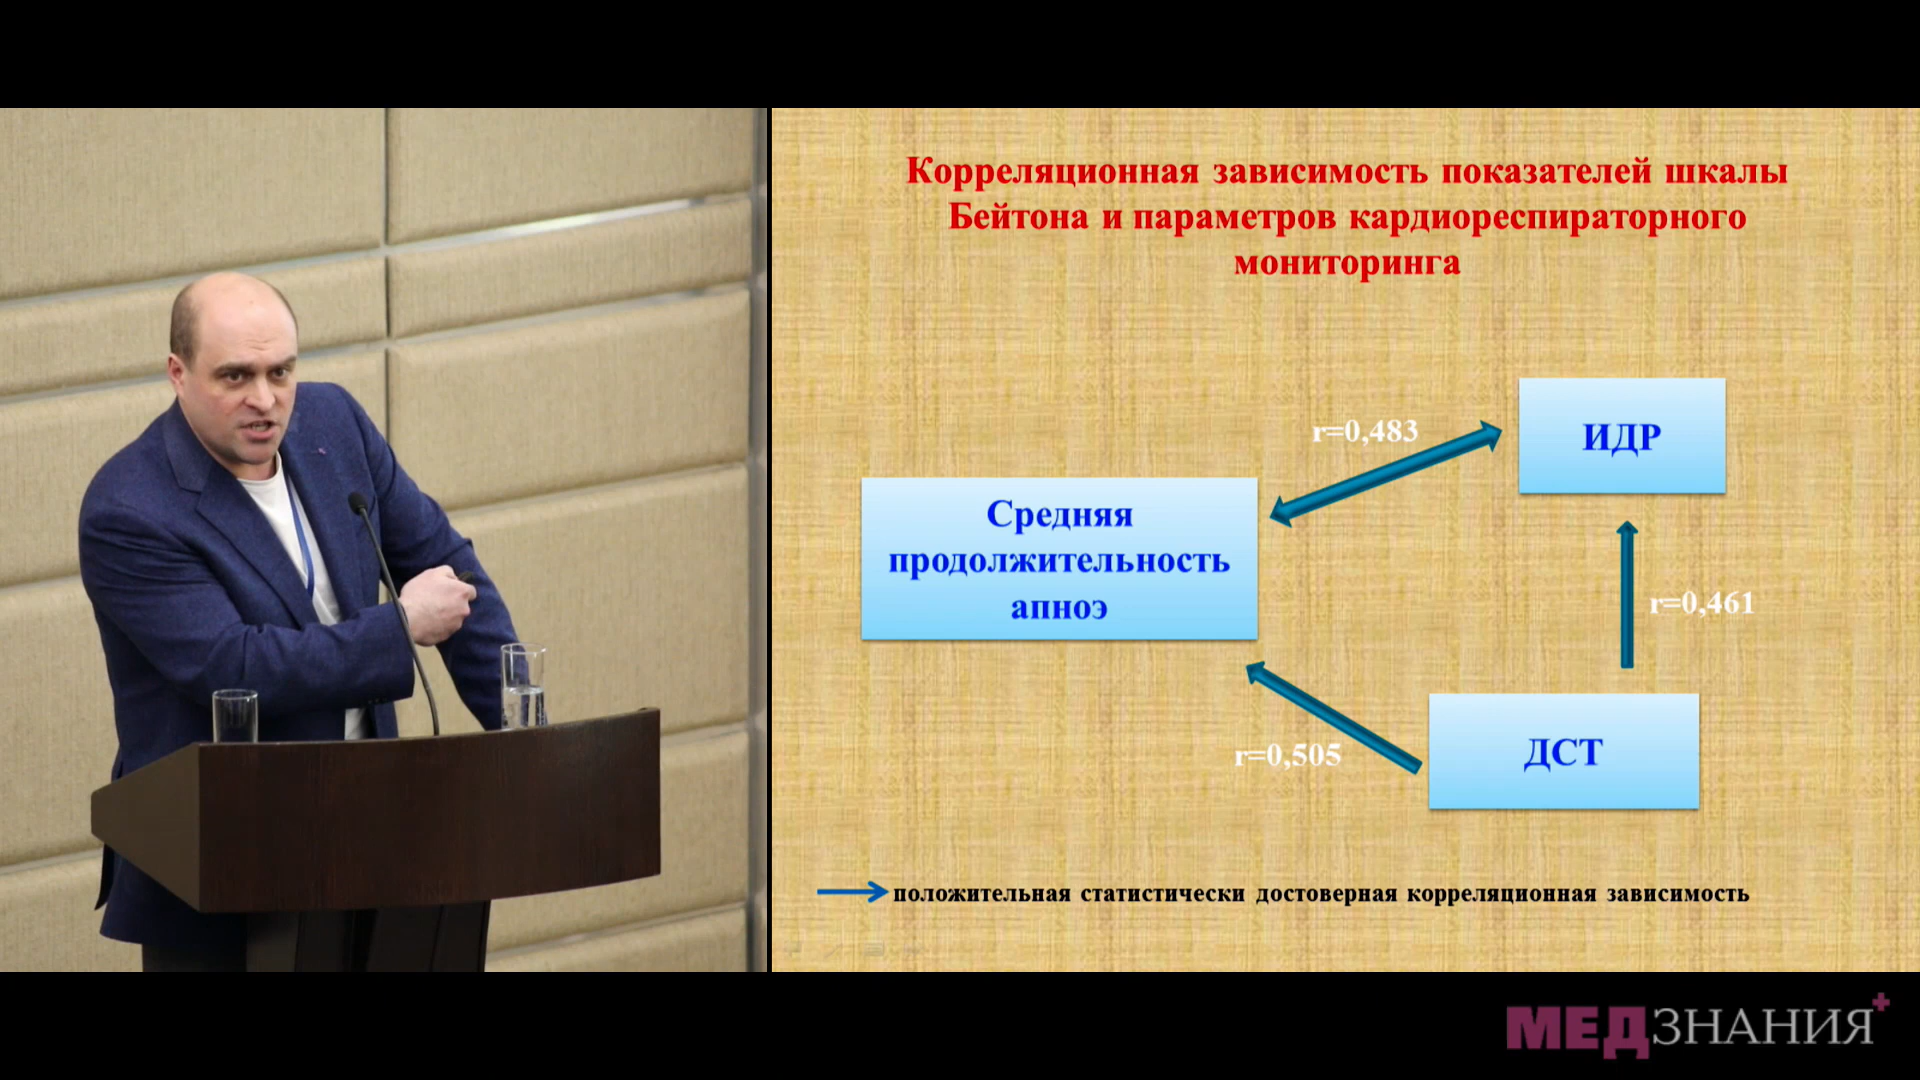 Корреляционная зависимость показателей шкалы
Бейтона и параметров кардиореспираторного
мониторинга
r=0,483
ИДР
Средняя
продолжительность
апноэ
r=0,461
r=0,505
ДСТ
положительная статистически достоверная корреляционная зависимость
МЕДЗНАНИЯ+